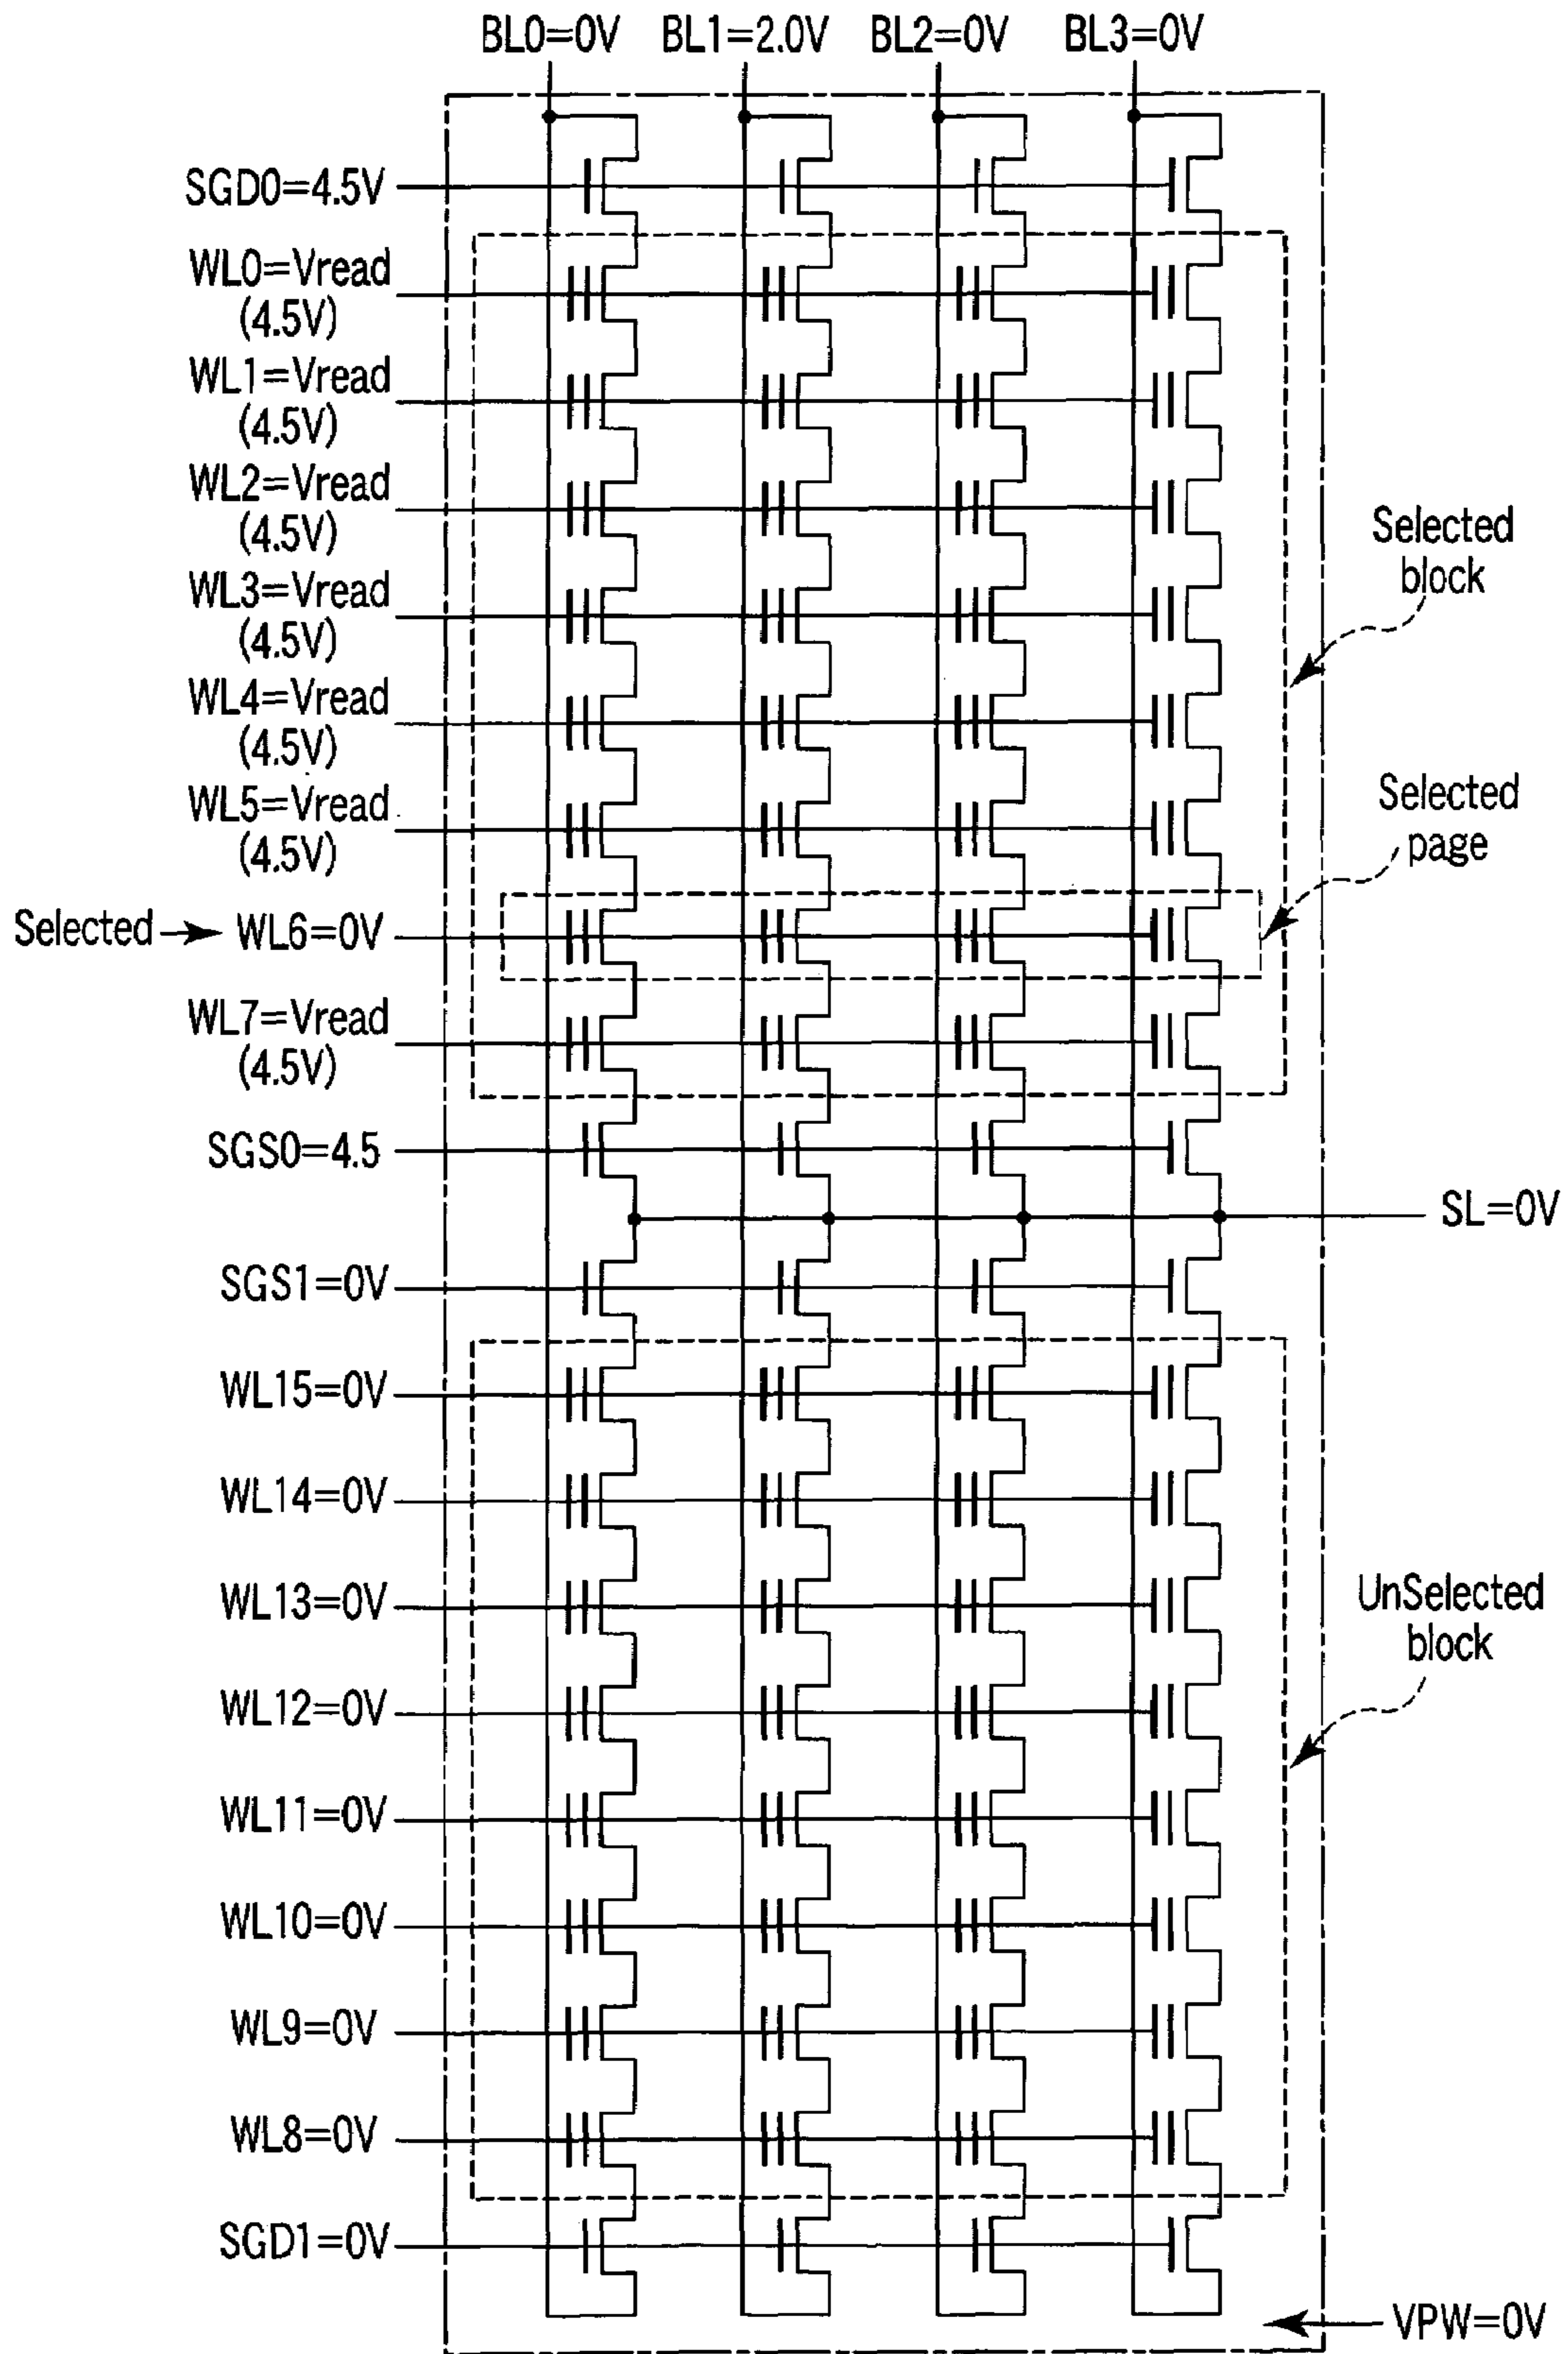 BL0=0V BL1=2.0V BL2=0V BL3=0V
SGD0=4.5V
WL0=Vread
(4.5V)
WL1=Vread
(4.5V)
WL2=Vread
(4.5V)
Selected
block
WL3=Vread
(4.5V)
WL4=Vread
(4.5V)
WL5=Vread
(4.5V)
Selected
page
Selected WL6=0V
WL7=Vread
(4.5V)
SGS0=4.5
SL=0V
SGS1=0V
WL15=0V
WL14=0V
WL13=0V
UnSelected
block
WL12=0V
WL11=0V
WL10=0V
WL9=0V
WL8=0V
SGD1=0V
VPW=0V